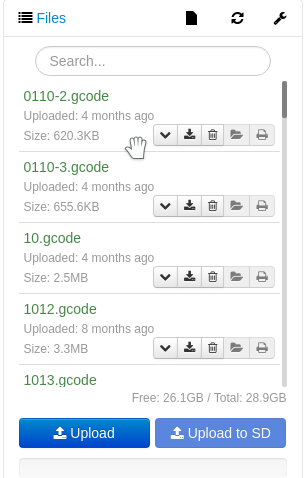 Files
Search...
0110-2.gcode
Uploaded: 4 months ago
Size: 620.3KB
0110-3.gcode
Uploaded: 4 months ago
Size: 655.6KB
10.gcode
Uploaded: 4 months ago
Size: 2.5MB
1012.gcode
Uploaded: 8 months ago
Size: 3.3MB
1013.gcode
Free: 26.1GB / Total: 28.9GB
Upload
Upload to SD